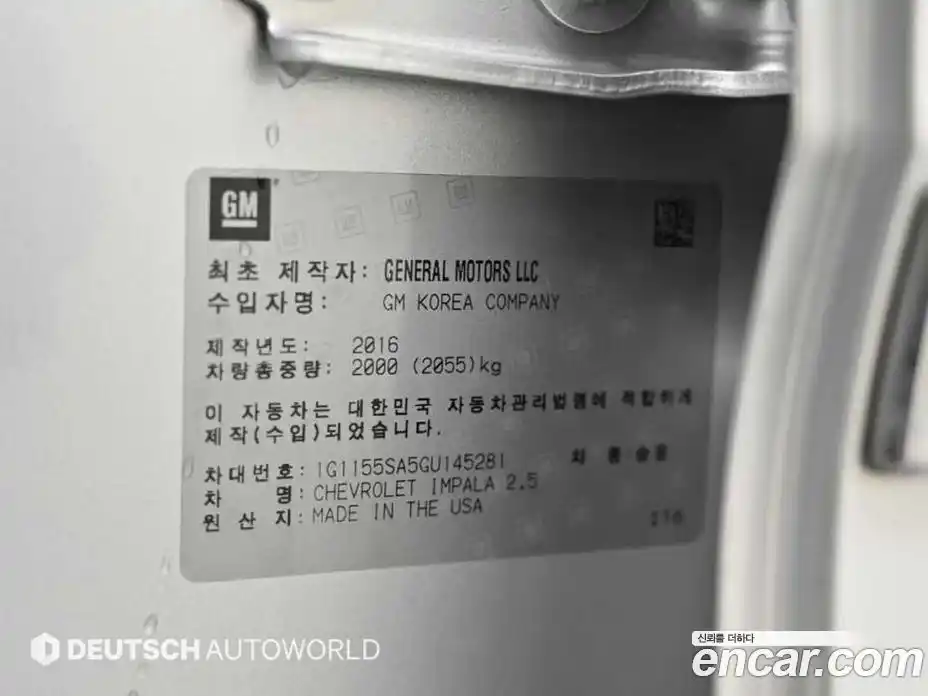 GM
최초 제작자: GENERAL MOTORS LLC
수입자명: GM KOREA COMPANY
제작년도: 2016
차량총중량: 2000 (2055)kg
이 자동차는 대한민국 자동차관리법령에 적합하게
제작(수입)되었습니다.
차대번호: 1G1155SA5GU145281 차종승용
차 명: CHEVROLET IMPALA 2.5
원산지: MADE IN THE USA
DEUTSCH AUTOWORLD
신뢰를 더하다
encar.com